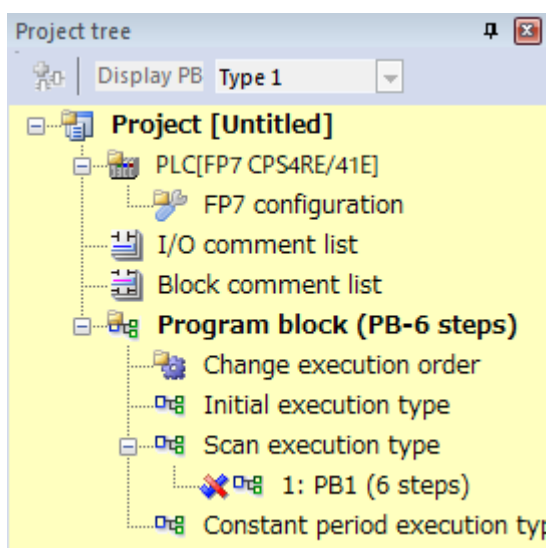 Project tree
Display PB Type 1
Project [Untitled]
PLC[FP7 CPS4RE/41E]
FP7 configuration
I/O comment list
Block comment list
Program block (PB-6 steps)
Change execution order
Initial execution type
Scan execution type
1: PB1 (6 steps)
Constant period execution typ